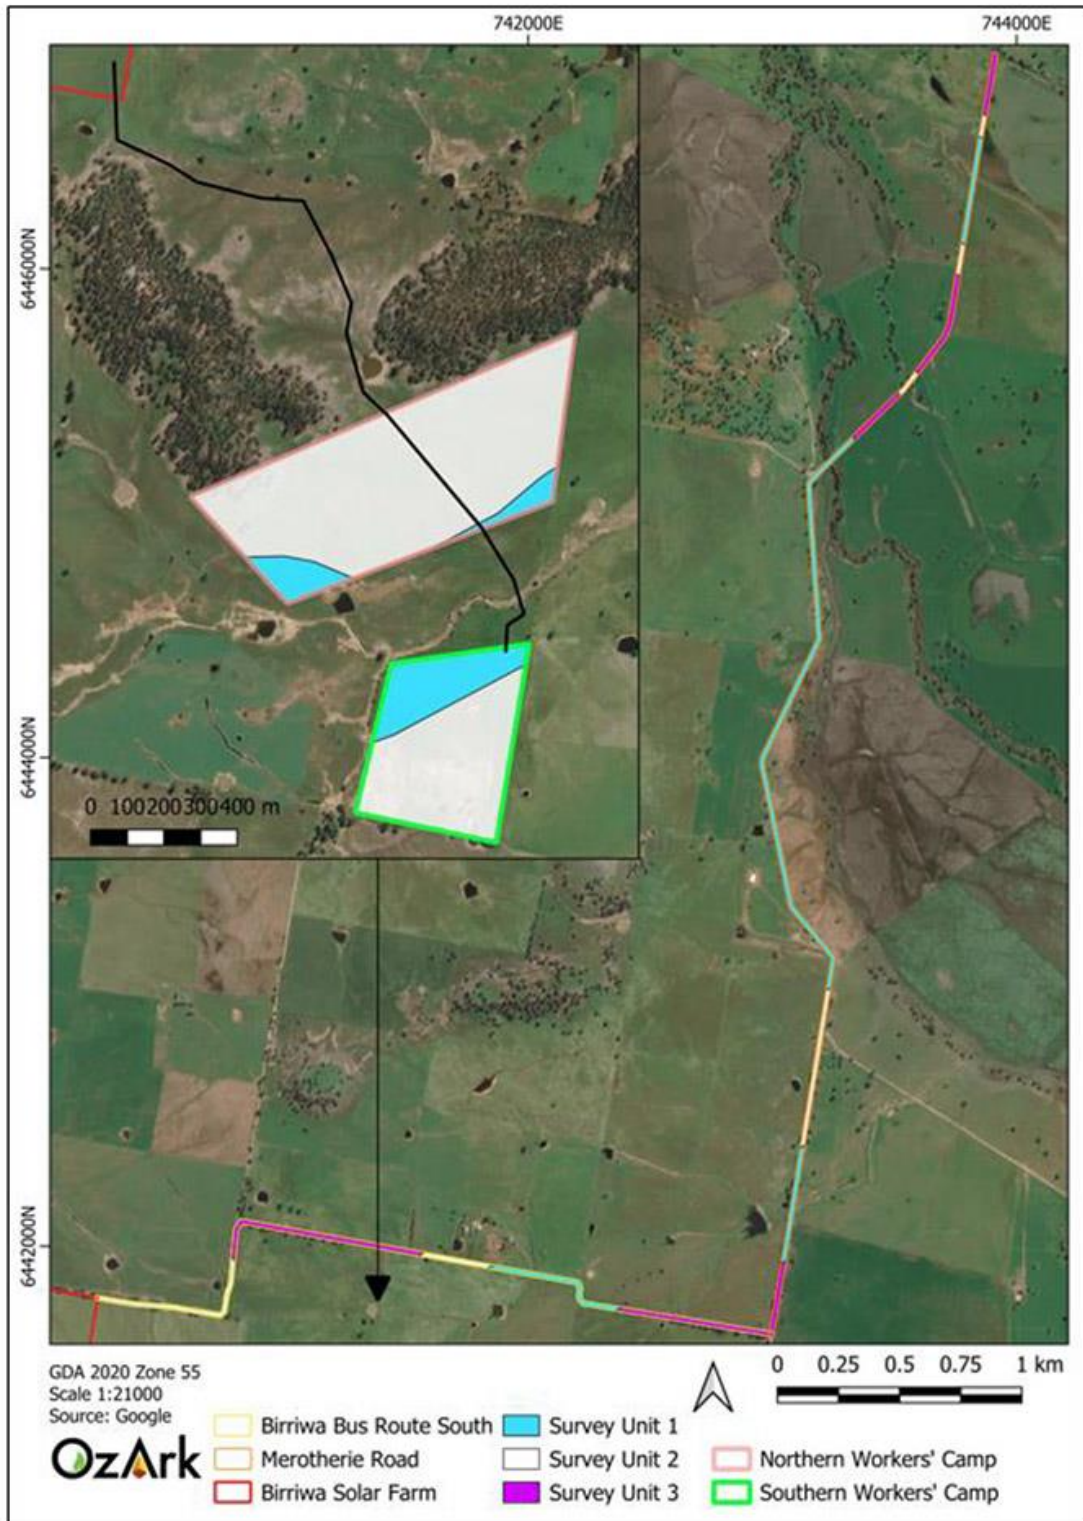 742000E
744000E
6446000N
6444000N
6442000N
0 100200300400 m
GDA 2020 Zone 55
Scale 1:21000
Source: Google
OzArk
0 0.25 0.5 0.75 1 km
Birriwa Bus Route South
Merotherie Road
Birriwa Solar Farm
Survey Unit 1
Survey Unit 2
Survey Unit 3
Northern Workers' Camp
Southern Workers' Camp